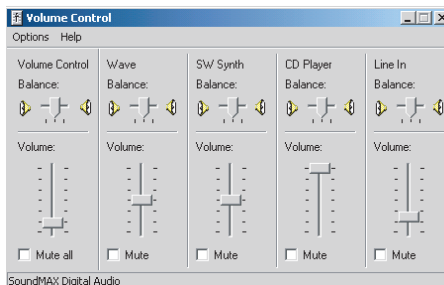 Volume Control
Options Help
Volume Control Wave SW Synth CD Player Line In
Balance: Balance: Balance: Balance: Balance:
Volume: Volume: Volume: Volume: Volume:
Mute all Mute Mute Mute Mute
SoundMAX Digital Audio